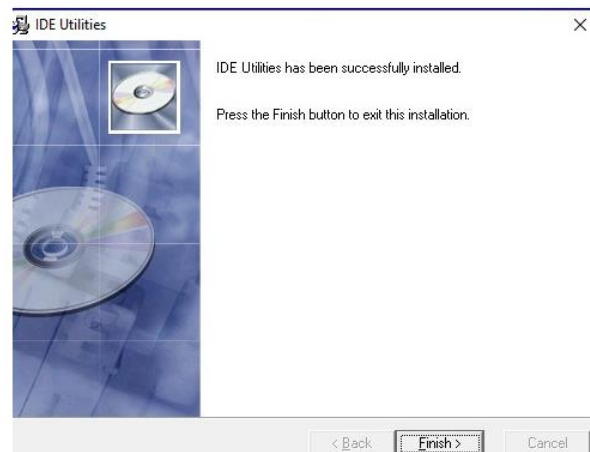 IDE Utilities
IDE Utilities has been successfully installed.
Press the Finish button to exit this installation.
< Back Finish > Cancel